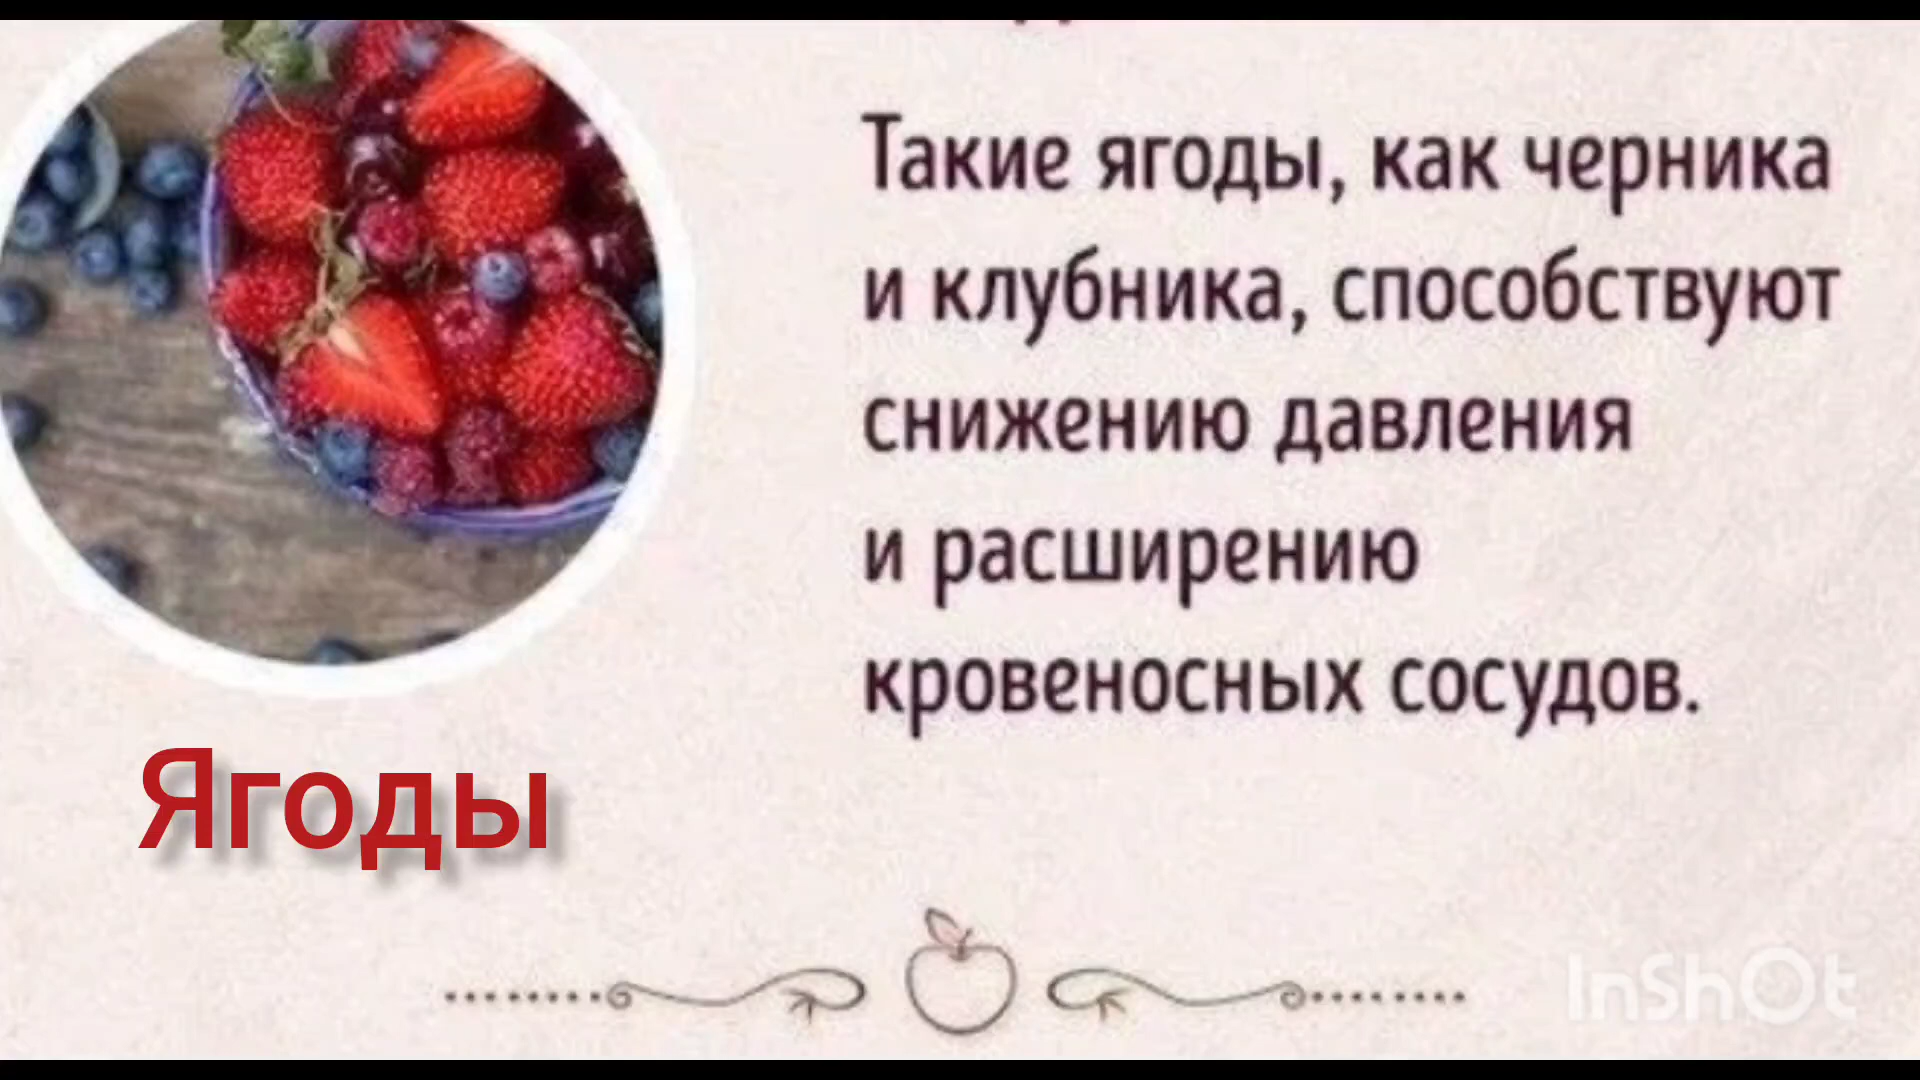 Такие ягоды, как черника
и клубника, способствуют
снижению давления
и расширению
кровеносных сосудов.
Ягоды
InShOt